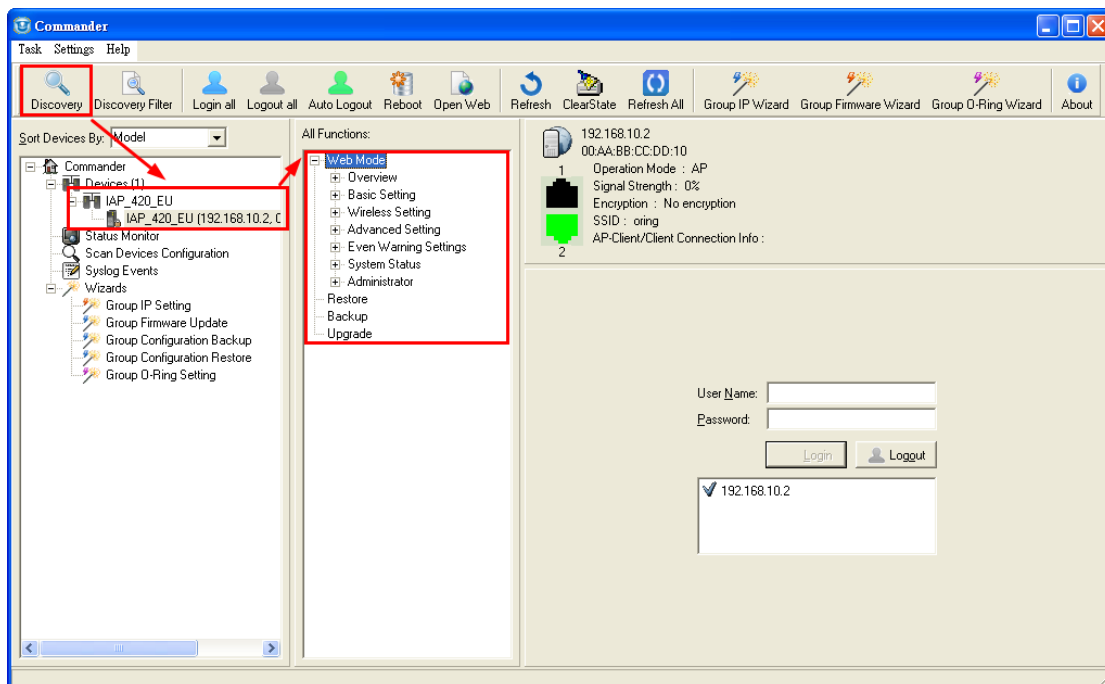 Commander
Task Settings Help
Discovery Discovery Filter Login all Logout all Auto Logout Reboot Open Web Refresh ClearState Refresh All Group IP Wizard Group Firmware Wizard Group O-Ring Wizard About
Sort Devices By: Model
Commander
Devices (1)
IAP_420_EU
IAP_420_EU (192.168.10.2, C
Status Monitor
Scan Devices Configuration
Syslog Events
Wizards
Group IP Setting
Group Firmware Update
Group Configuration Backup
Group Configuration Restore
Group O-Ring Setting
All Functions:
Web Mode
Overview
Basic Setting
Wireless Setting
Advanced Setting
Even Warning Settings
System Status
Administrator
Restore
Backup
Upgrade
192.168.10.2
00:AA:BB:CC:DD:10
1
Operation Mode : AP
Signal Strength : 0%
Encryption : No encryption
SSID : oring
AP-Client/Client Connection Info :
2
User Name:
Password:
Login Logout
192.168.10.2